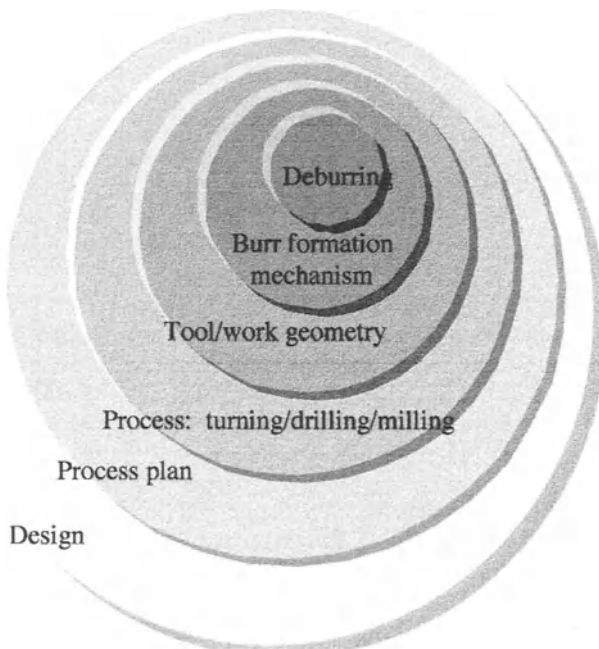 Deburring
Burr formation
mechanism
Tool/work geometry
Process: turning/drilling/milling
Process plan
Design